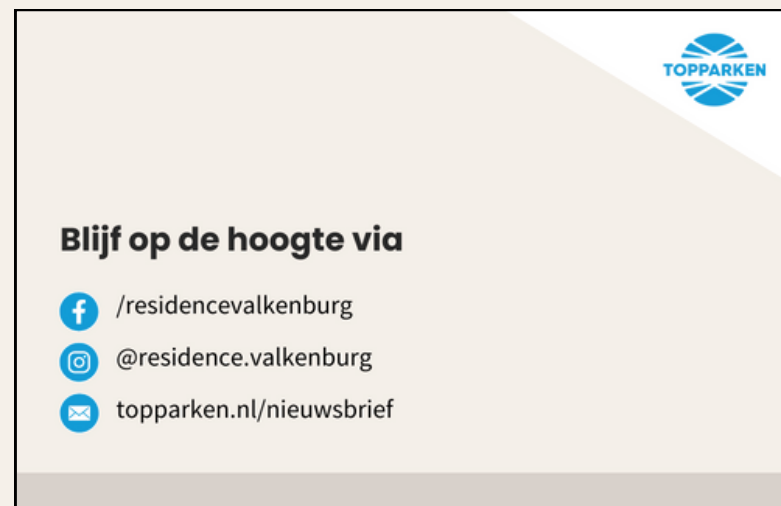 TOPPARKEN
Blijf op de hoogte via
/residencevalkenburg
@residence.valkenburg
topparken.nl/nieuwsbrief